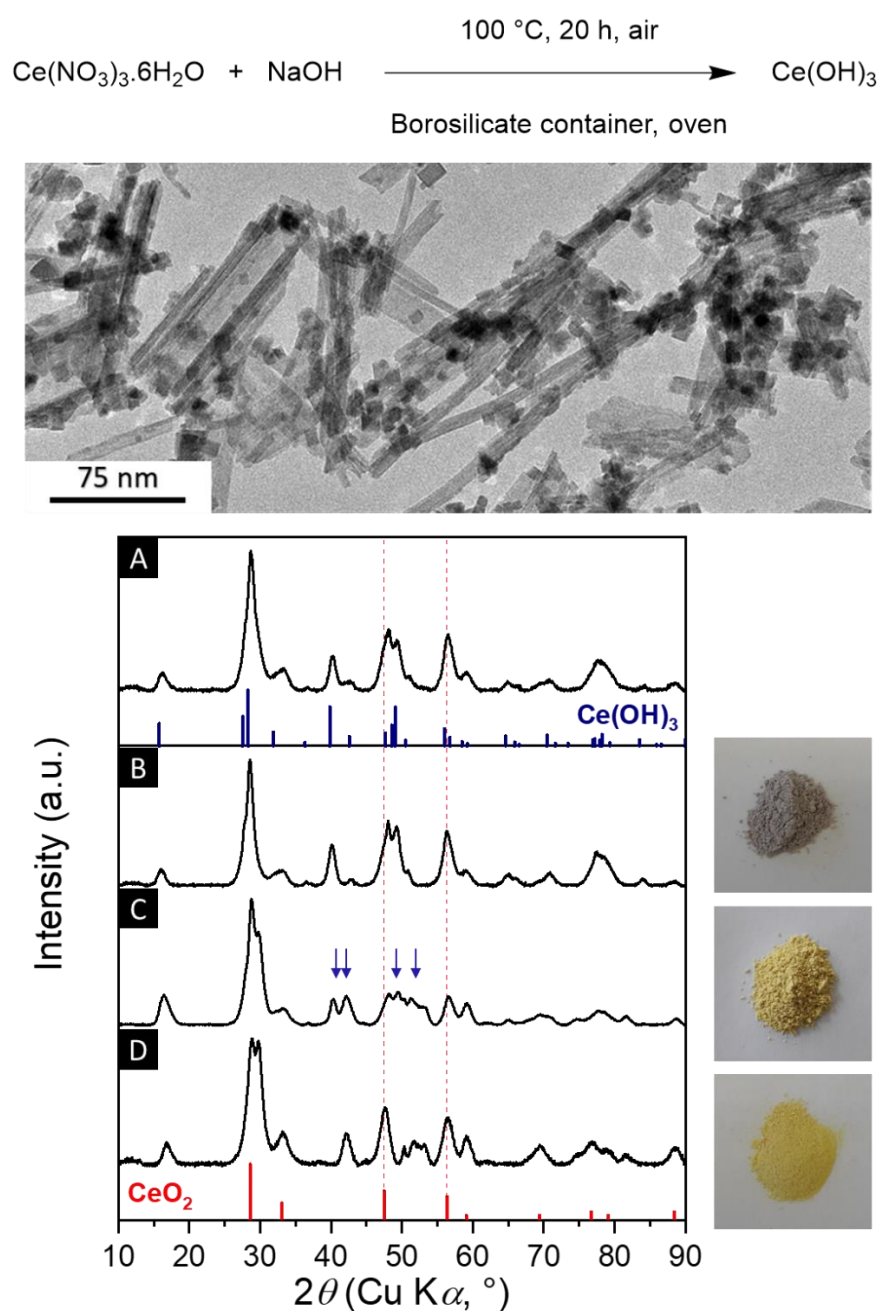 100 °C, 20 h, air
Ce(NO₃)₃.6H₂O + NaOH Ce(OH)₃
Borosilicate container, oven
75 nm
A
Ce(OH)₃
B
C
D
CeO₂
Intensity (a.u.)
10 20 30 40 50 60 70 80 90
2θ (Cu Kα, °)